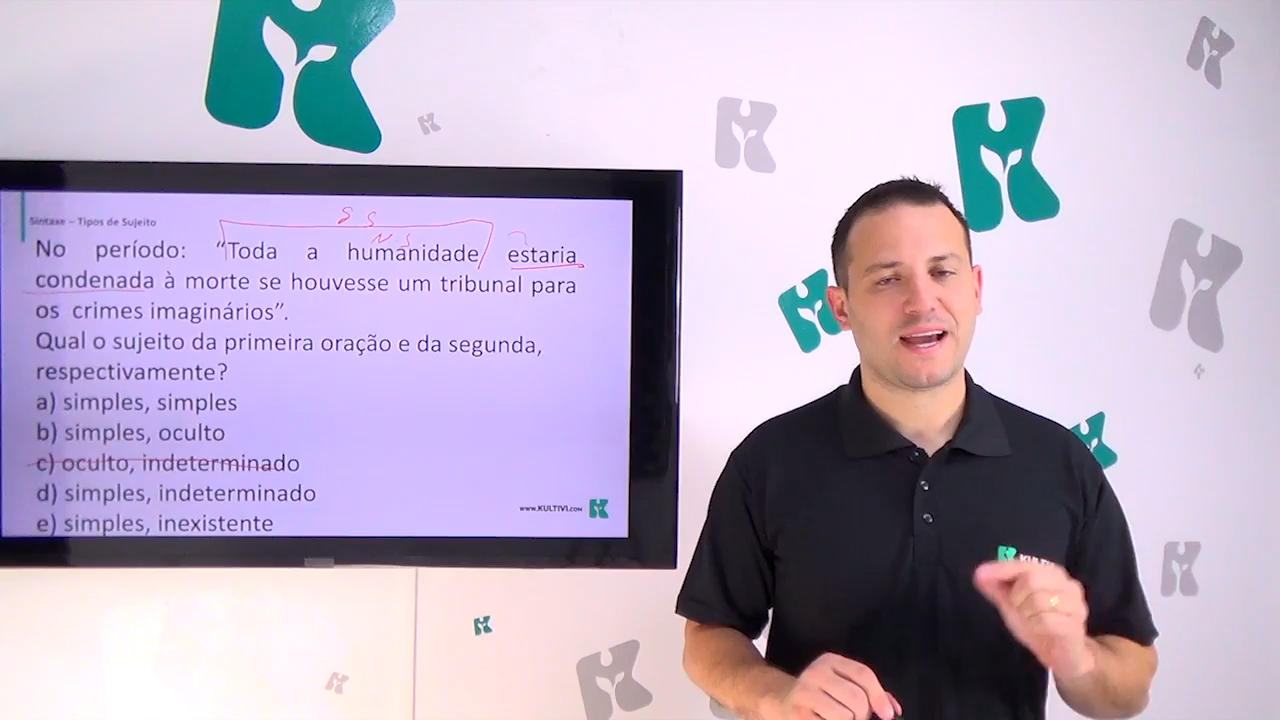 Sintaxe – Tipos de Sujeito
S S
N S
No período: “Toda a humanidade estaria
condenada à morte se houvesse um tribunal para
os crimes imaginários”.
Qual o sujeito da primeira oração e da segunda,
respectivamente?
a) simples, simples
b) simples, oculto
c) oculto, indeterminado
d) simples, indeterminado
e) simples, inexistente
www.KULTIVI.com